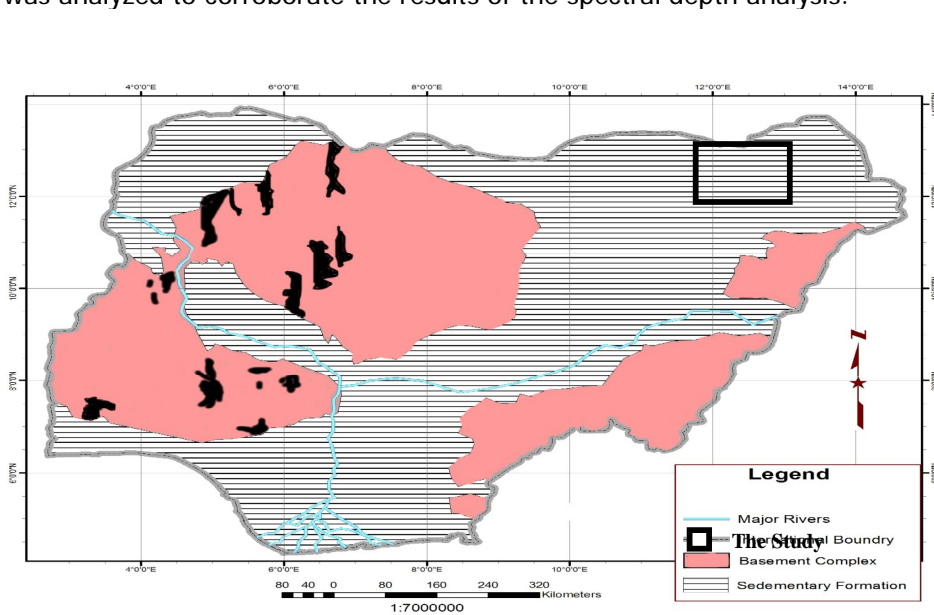 was analyzed to corroborate the results of the spectral depth analysis.
4°0'0"E 6°0'0"E 8°0'0"E 10°0'0"E 12°0'0"E 14°0'0"E
12°0'0"N
10°0'0"N
8°0'0"N
6°0'0"N
Legend
Major Rivers
Boundry
The Study
Basement Complex
Sedementary Formation
4°0'0"E 6°0'0"E 8°0'0"E
80 40 0 80 160 240 320
Kilometers
1:7000000